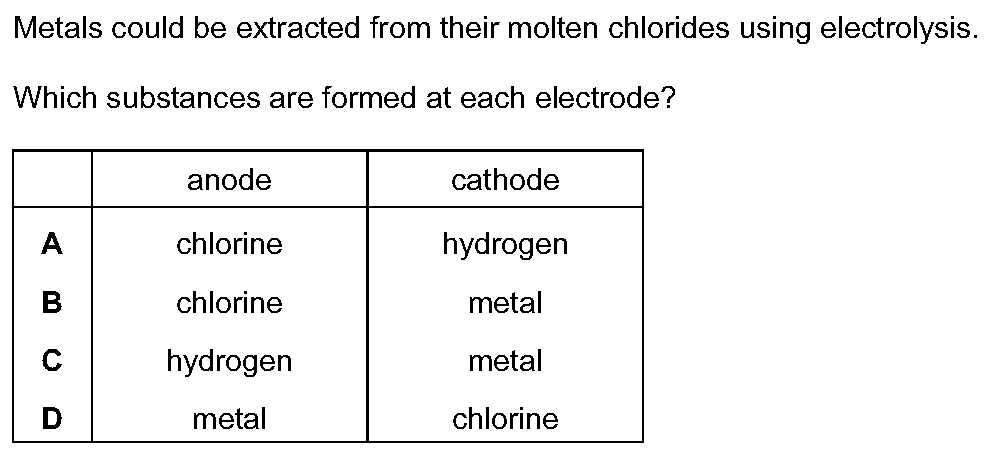 Metals could be extracted from their molten chlorides using electrolysis.
Which substances are formed at each electrode?
anode cathode
A chlorine hydrogen
B chlorine metal
C hydrogen metal
D metal chlorine